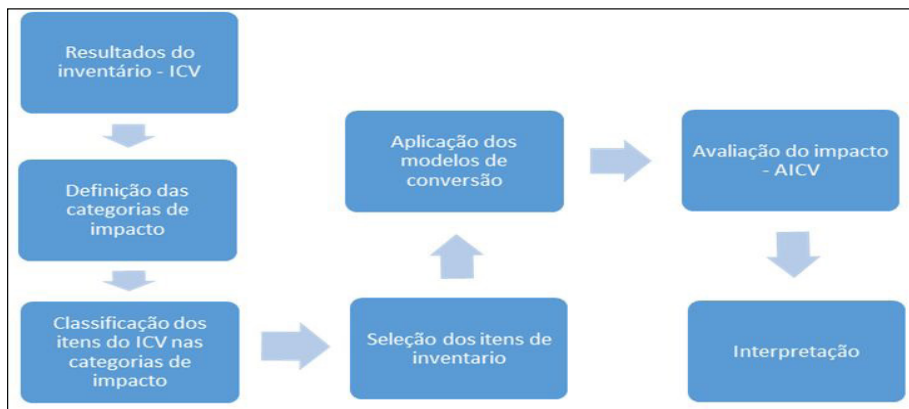 Resultados do
inventário - ICV
Definição das
categorias de
impacto
Classificação dos
itens do ICV nas
categorias de
impacto
Seleção dos itens de
inventario
Aplicação dos
modelos de
conversão
Avaliação do impacto
- AICV
Interpretação